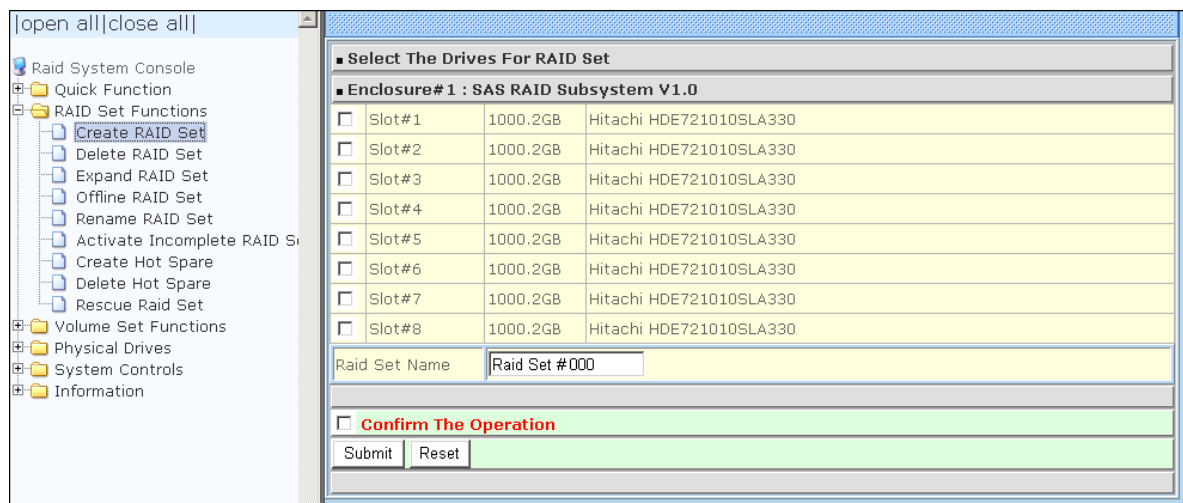 |open all|close all|
Raid System Console
Quick Function
RAID Set Functions
Create RAID Set
Delete RAID Set
Expand RAID Set
Offline RAID Set
Rename RAID Set
Activate Incomplete RAID S
Create Hot Spare
Delete Hot Spare
Rescue Raid Set
Volume Set Functions
Physical Drives
System Controls
Information
Select The Drives For RAID Set
Enclosure#1 : SAS RAID Subsystem V1.0
Slot#1 1000.2GB Hitachi HDE721010SLA330
Slot#2 1000.2GB Hitachi HDE721010SLA330
Slot#3 1000.2GB Hitachi HDE721010SLA330
Slot#4 1000.2GB Hitachi HDE721010SLA330
Slot#5 1000.2GB Hitachi HDE721010SLA330
Slot#6 1000.2GB Hitachi HDE721010SLA330
Slot#7 1000.2GB Hitachi HDE721010SLA330
Slot#8 1000.2GB Hitachi HDE721010SLA330
Raid Set Name Raid Set #000
Confirm The Operation
Submit Reset